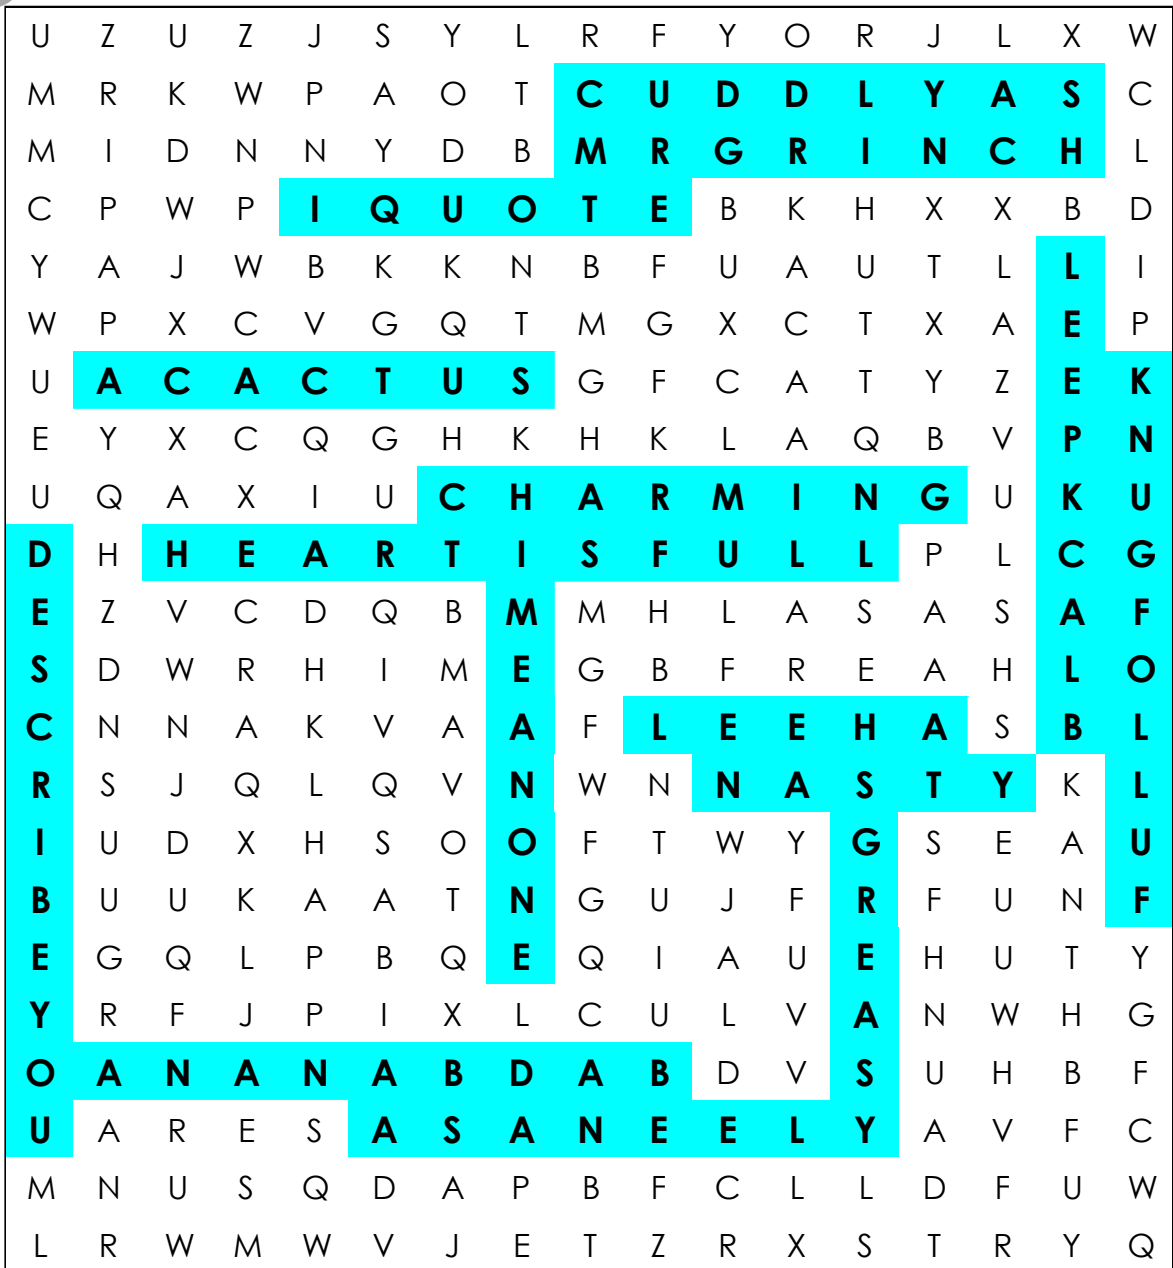 U Z U Z J S Y L R F Y O R J L X W
M R K W P A O T C U D D L Y A S C
M I D N N Y D B M R G R I N C H L
C P W P I Q U O T E B K H X X B D
Y A J W B K K N B F U A U T L L I
W P X C V G Q T M G X C T X A E P
U A C A C T U S G F C A T Y Z E K
E Y X C Q G H K H K L A Q B V P N
U Q A X I U C H A R M I N G U K U
D H H E A R T I S F U L L P L C G
E Z V C D Q B M M H L A S A S A F
S D W R H I M E G B F R E A H L O
C N N A K V A A F L E E H A S B L
R S J Q L Q V N W N N A S T Y K L
I U D X H S O O F T W Y G S E A U
B U U K A A T N G U J F R F U N F
E G Q L P B Q E Q I A U E H U T Y
Y R F J P I X L C U L V A N W H G
O A N A N A B D A B D V S U H B F
U A R E S A S A N E E L Y A V F C
M N U S Q D A P B F C L L D F U W
L R W M W V J E T Z R X S T R Y Q